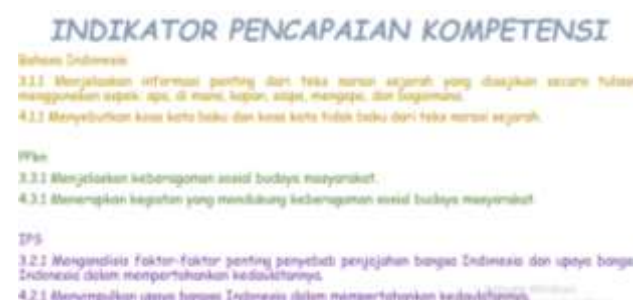 INDIKATOR PENCAPAIAN KOMPETENSI
Bahasa Indonesia
3.1.1 Menjelaskan informasi penting dari teks narasi sejarah yang disajikan secara tulisan
menggunakan aspek: apa, di mana, kapan, siapa, mengapa, dan bagaimana.
4.1.1 Menyebutkan kosa kata baku dan kosa kata tidak baku dari teks narasi sejarah.
PPkn
3.3.1 Menjelaskan keberagaman sosial budaya masyarakat.
4.3.1 Menerapkan kegiatan yang mendukung keberagaman sosial budaya masyarakat
IPS
3.2.1 Menganalisis faktor-faktor penting penyebab penjajahan bangsa Indonesia dan upaya bangsa
Indonesia dalam mempertahankan kedaulatannya.
4.2.1 Menyimpulkan upaya bangsa Indonesia dalam mempertahankan kedaulatannya.